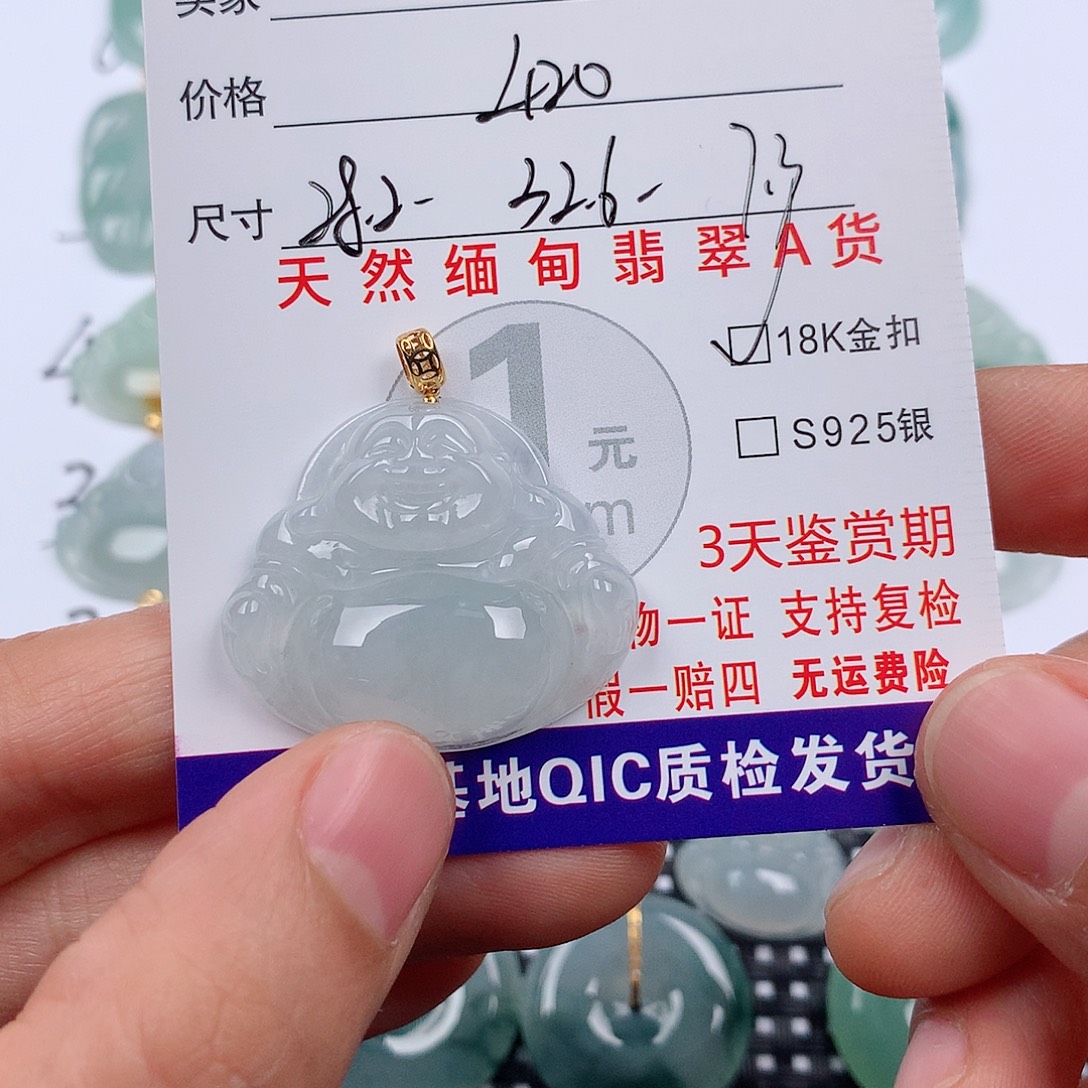 卖家
价格 420
尺寸 28.2- 32.6- 7.3
天然缅甸翡翠A货
18K金扣
1
元
m
S925银
3天鉴赏期
物一证 支持复检
假一赔四 无运费险
基地QIC质检发货
2